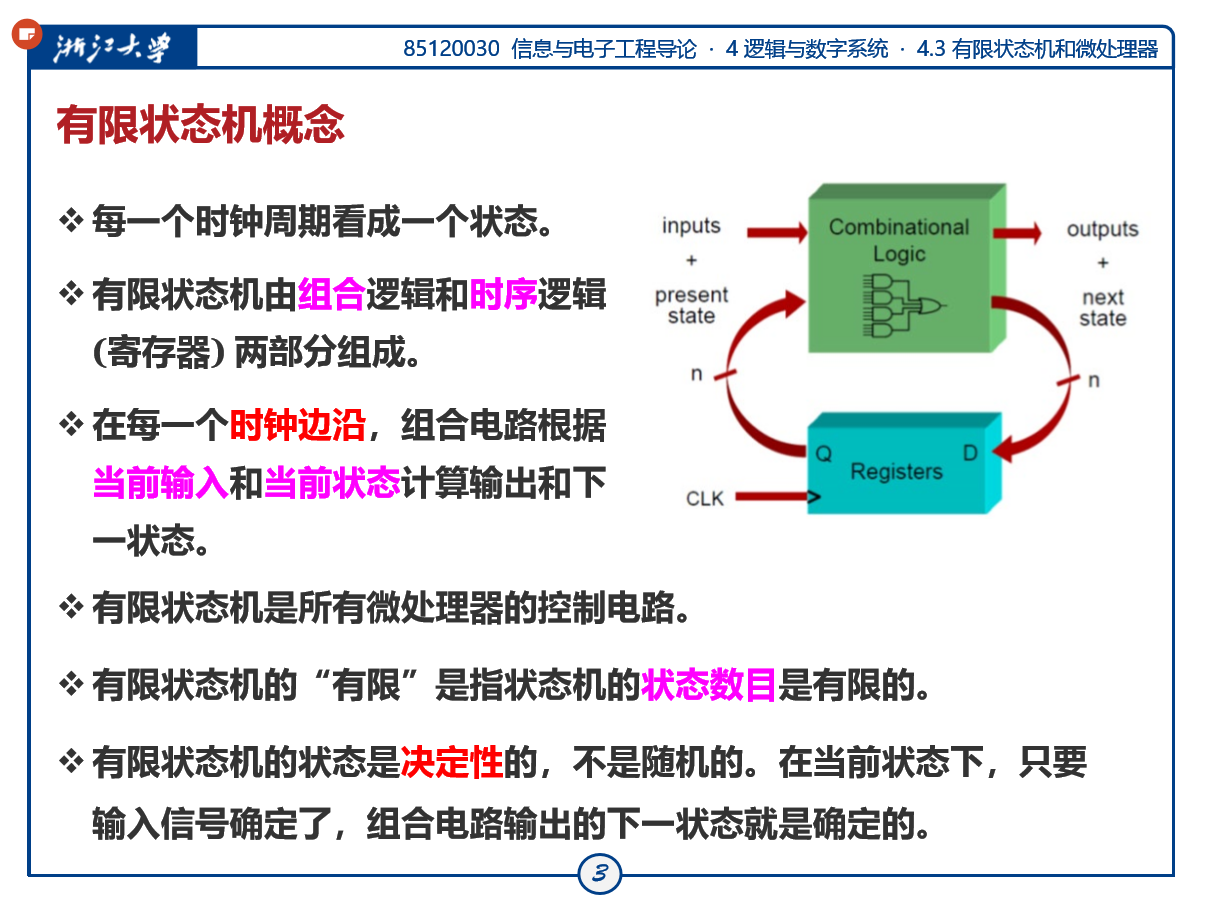 浙江大学
85120030 信息与电子工程导论 · 4 逻辑与数字系统 · 4.3 有限状态机和微处理器
有限状态机概念
❖ 每一个时钟周期看成一个状态。
❖ 有限状态机由组合逻辑和时序逻辑
(寄存器) 两部分组成。
❖ 在每一个时钟边沿，组合电路根据
当前输入和当前状态计算输出和下
一状态。
❖ 有限状态机是所有微处理器的控制电路。
❖ 有限状态机的“有限”是指状态机的状态数目是有限的。
❖ 有限状态机的状态是决定性的，不是随机的。在当前状态下，只要
输入信号确定了，组合电路输出的下一状态就是确定的。
inputs
+
present
state
n
Combinational
Logic
outputs
+
next
state
n
Q
D
Registers
CLK
3